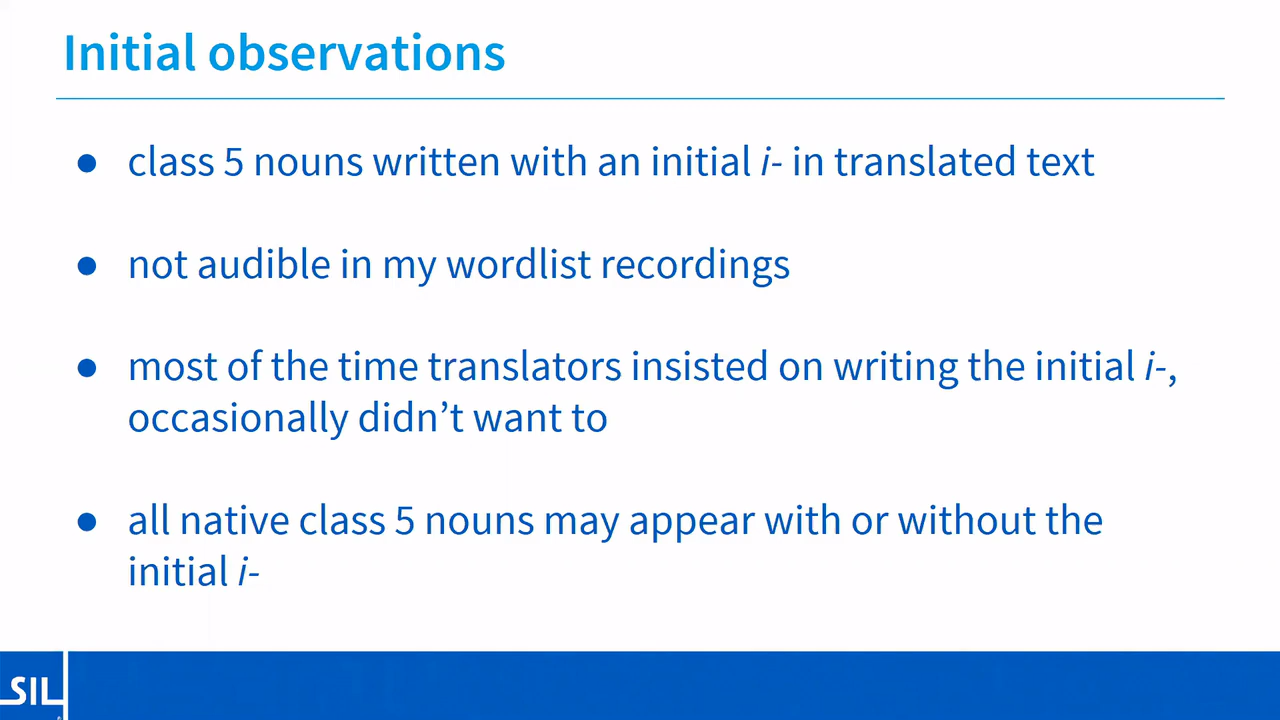 Initial observations
● class 5 nouns written with an initial i- in translated text
● not audible in my wordlist recordings
● most of the time translators insisted on writing the initial i-,
occasionally didn’t want to
● all native class 5 nouns may appear with or without the
initial i-
SIL